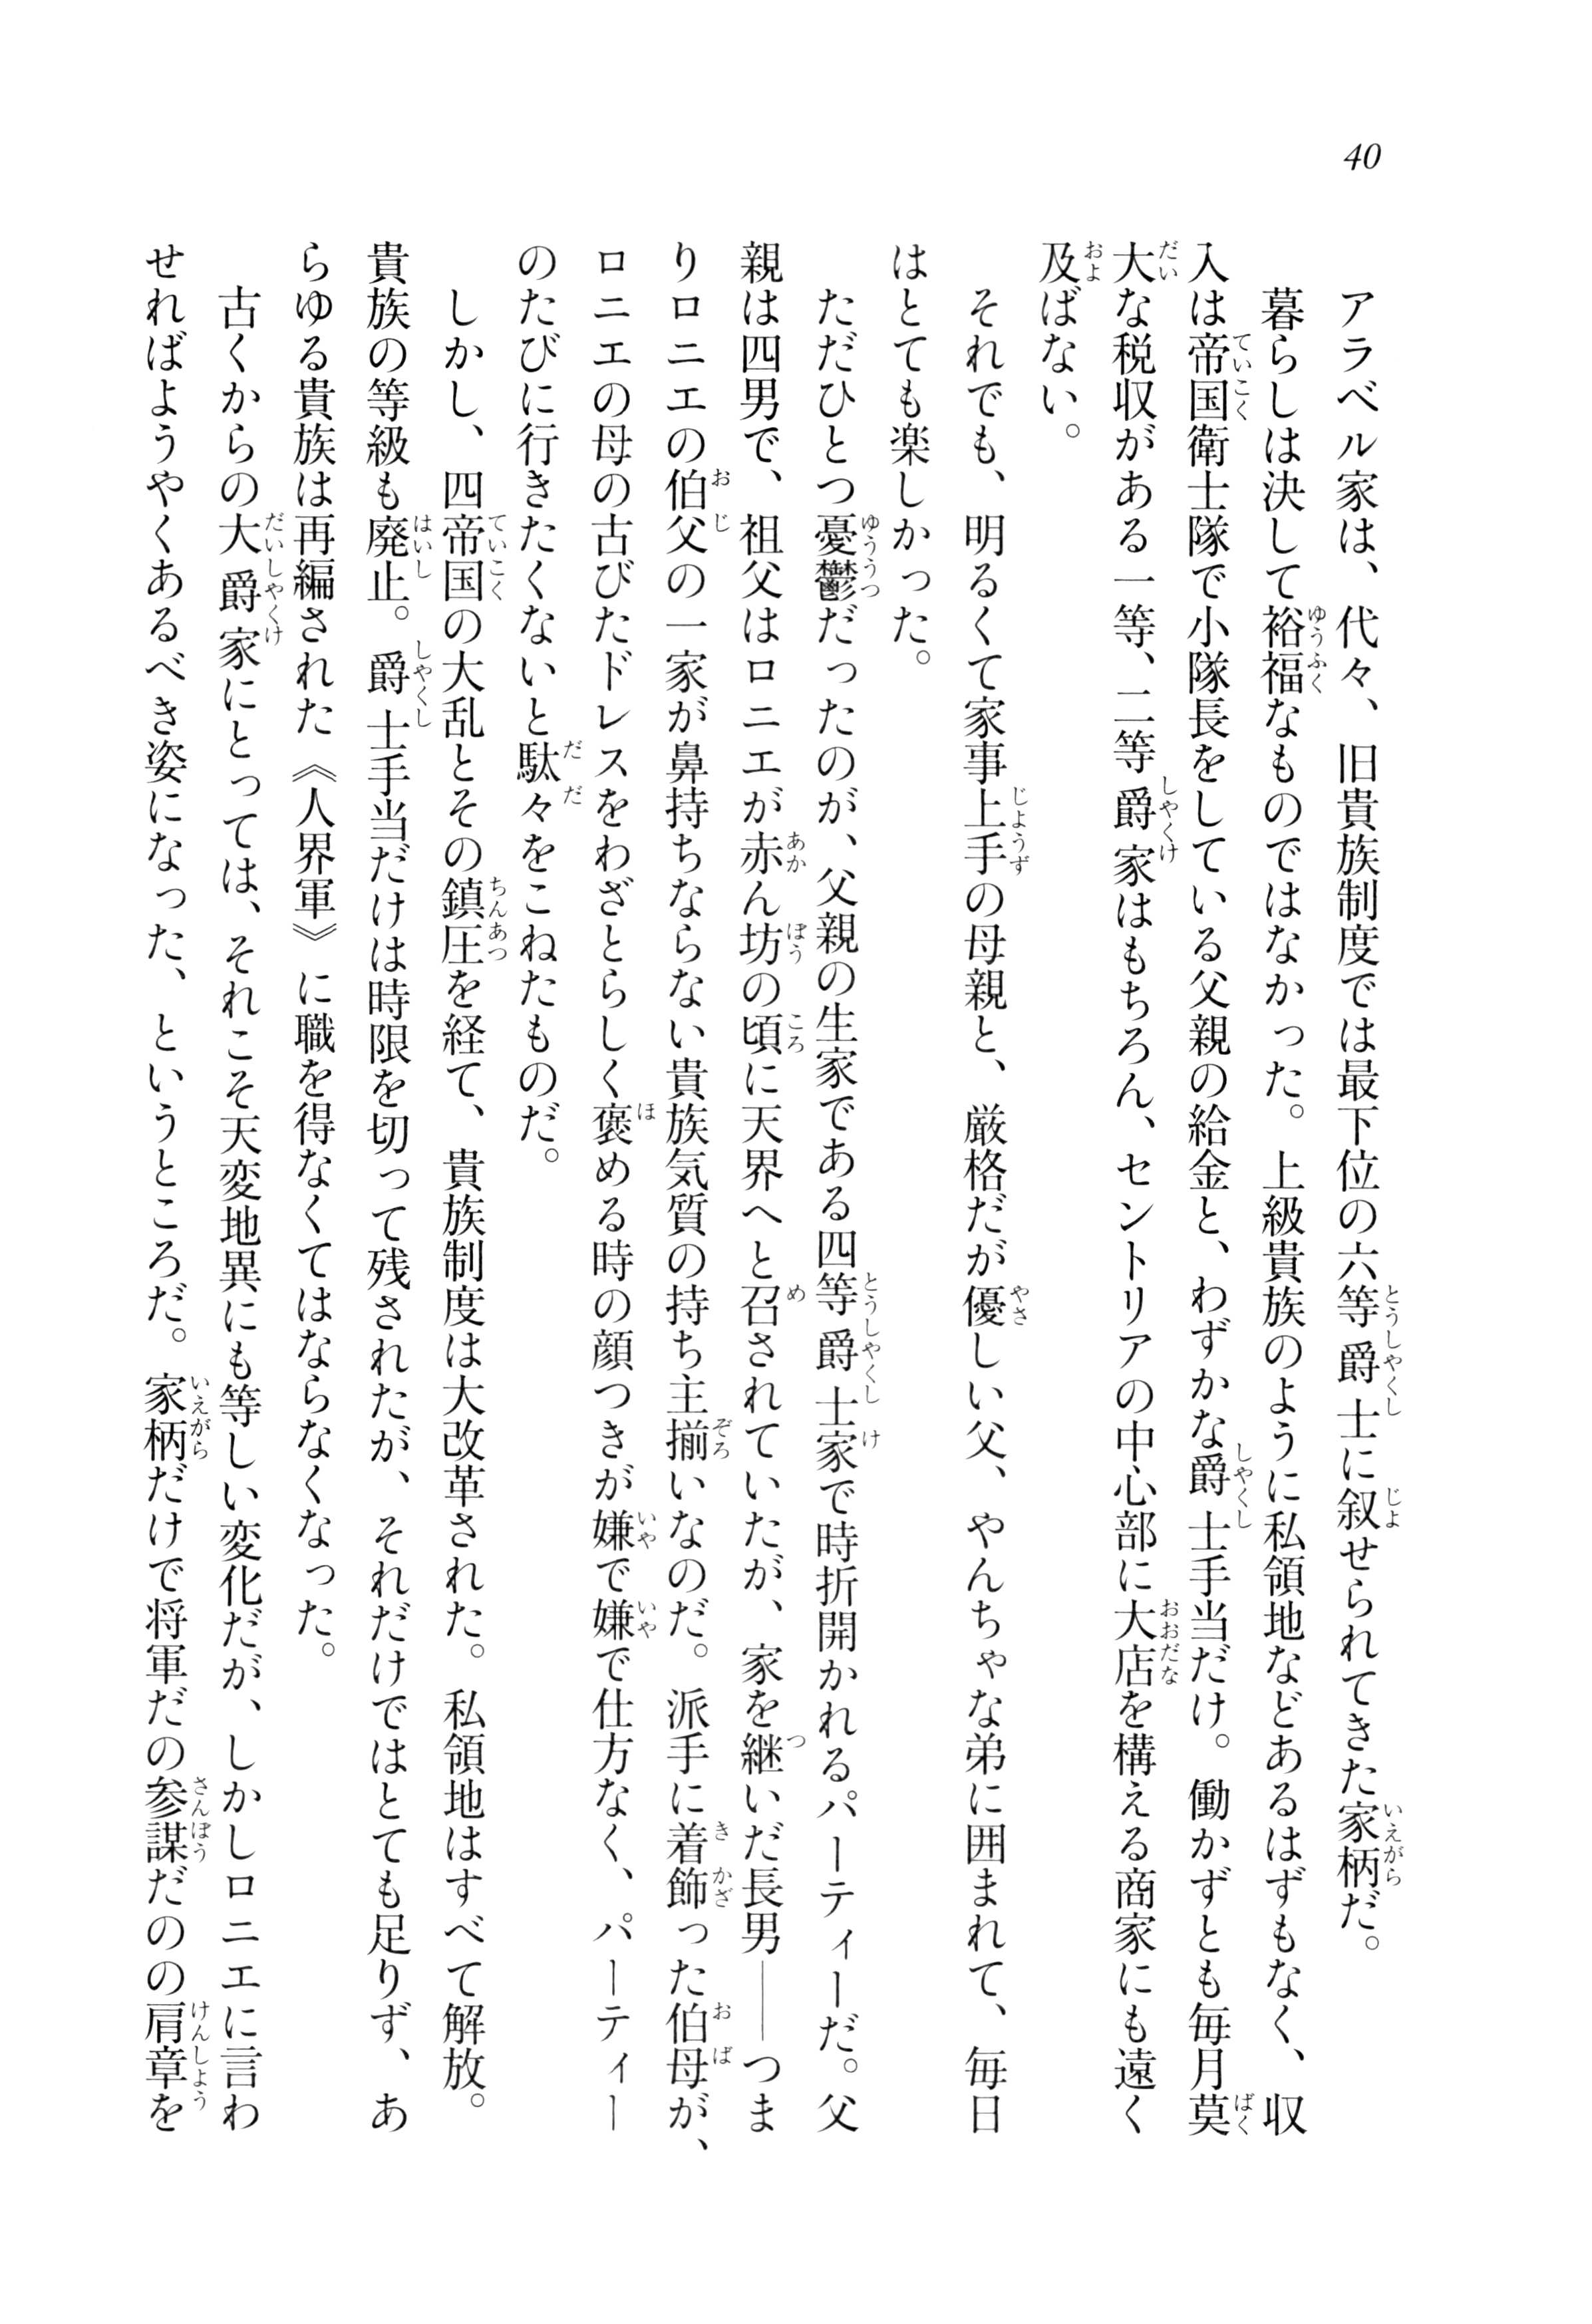 40
アラベル家は、代々、旧貴族制度では最下位の六等爵士に叙せられてきた家柄だ。
暮らしは決して裕福なものではなかった。上級貴族のように私領地などあるはずもなく、収
入は帝国衛士隊で小隊長をしている父親の給金と、わずかな爵士手当だけ。働かずとも毎月莫
大な税収がある一等、二等爵家はもちろん、セントリアの中心部に大店を構える商家にも遠く
及ばない。
それでも、明るくて家事上手の母親と、厳格だが優しい父、やんちゃな弟に囲まれて、毎日
はとても楽しかった。
ただひとつ憂鬱だったのが、父親の生家である四等爵士家で時折開かれるパーティーだ。父
親は四男で、祖父はロニエが赤ん坊の頃に天界へと召されていたが、家を継いだ長男――つま
りロニエの伯父の一家が鼻持ちならない貴族気質の持ち主揃いなのだ。派手に着飾った伯母が、
ロニエの母の古びたドレスをわざとらしく褒める時の顔つきが嫌で嫌で仕方なく、パーティー
のたびに行きたくないと駄々をこねたものだ。
しかし、四帝国の大乱とその鎮圧を経て、貴族制度は大改革された。私領地はすべて解放。
貴族の等級も廃止。爵士手当だけは時限を切って残されたが、それだけではとても足りず、あ
らゆる貴族は再編された《人界軍》に職を得なくてはならなくなった。
古くからの大爵家にとっては、それこそ天変地異にも等しい変化だが、しかしロニエに言わ
せればようやくあるべき姿になった、というところだ。家柄だけで将軍だの参謀だのの肩章を